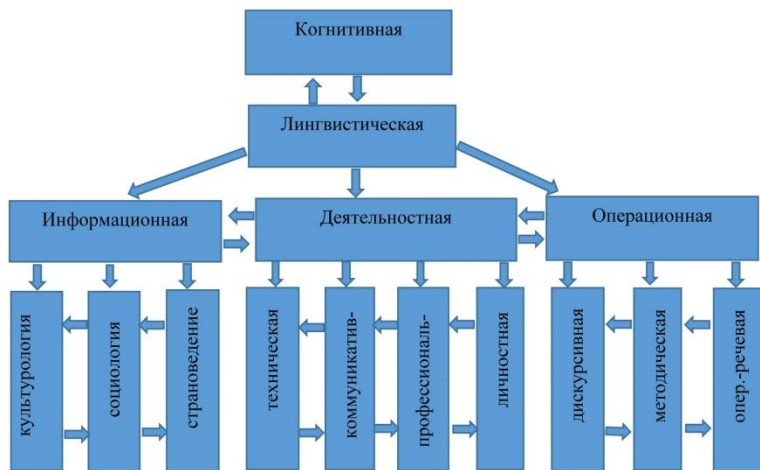 Когнитивная
Лингвистическая
Информационная
Деятельностная
Операционная
культурология
социология
страноведение
техническая
коммуникатив-
профессиональ-
личностная
дискурсивная
методическая
опер.-речевая